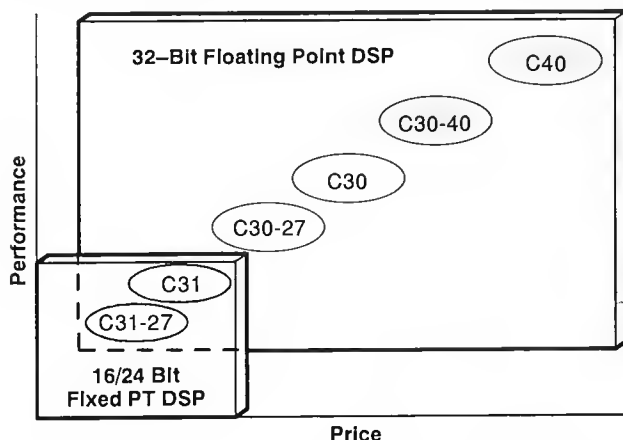 32–Bit Floating Point DSP
C40
C30-40
C30
C30-27
C31
C31-27
16/24 Bit
Fixed PT DSP
Performance
Price